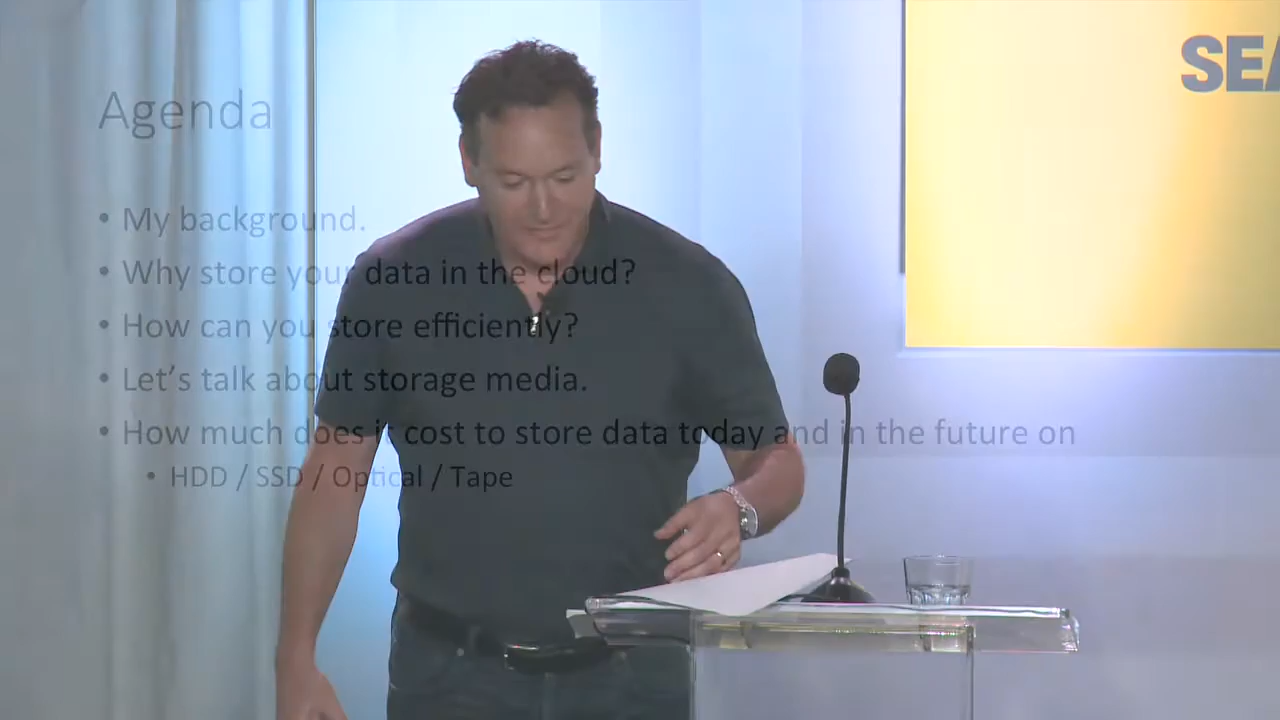 SEA
Agenda
• My background.
• Why store your data in the cloud?
• How can you store efficiently?
• Let's talk about storage media.
• How much does it cost to store data today and in the future on
• HDD / SSD / Optical / Tape